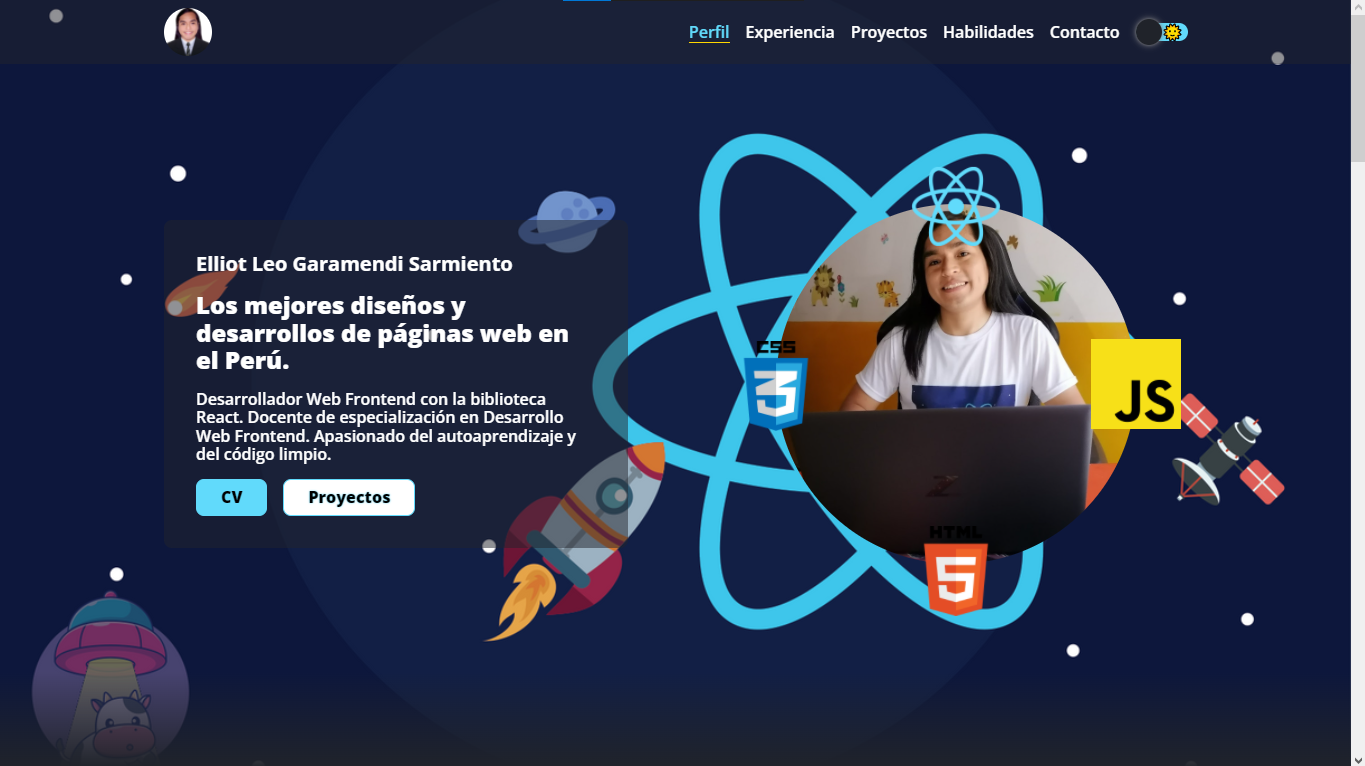 Perfil Experiencia Proyectos Habilidades Contacto
Elliot Leo Garamendi Sarmiento
Los mejores diseños y
desarrollos de páginas web en
el Perú.
Desarrollador Web Frontend con la biblioteca
React. Docente de especialización en Desarrollo
Web Frontend. Apasionado del autoaprendizaje y
del código limpio.
CV Proyectos
CSS
3
JS
HTML
5